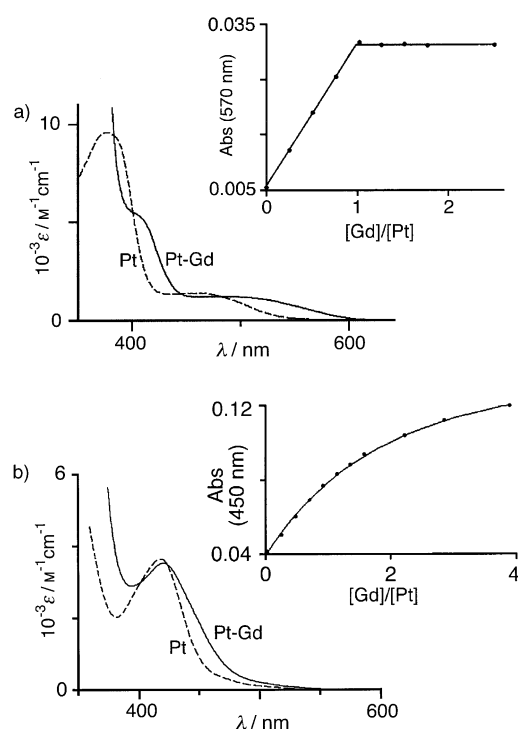 0.035
Abs (570 nm)
0.005
0
1
2
[Gd]/[Pt]
a)
10
10⁻³ε / M⁻¹cm⁻¹
0
Pt
Pt-Gd
400
600
λ / nm
0.12
Abs
(450 nm)
0.04
0
2
4
[Gd]/[Pt]
b)
6
10⁻³ε / M⁻¹cm⁻¹
0
Pt
Pt-Gd
400
600
λ / nm